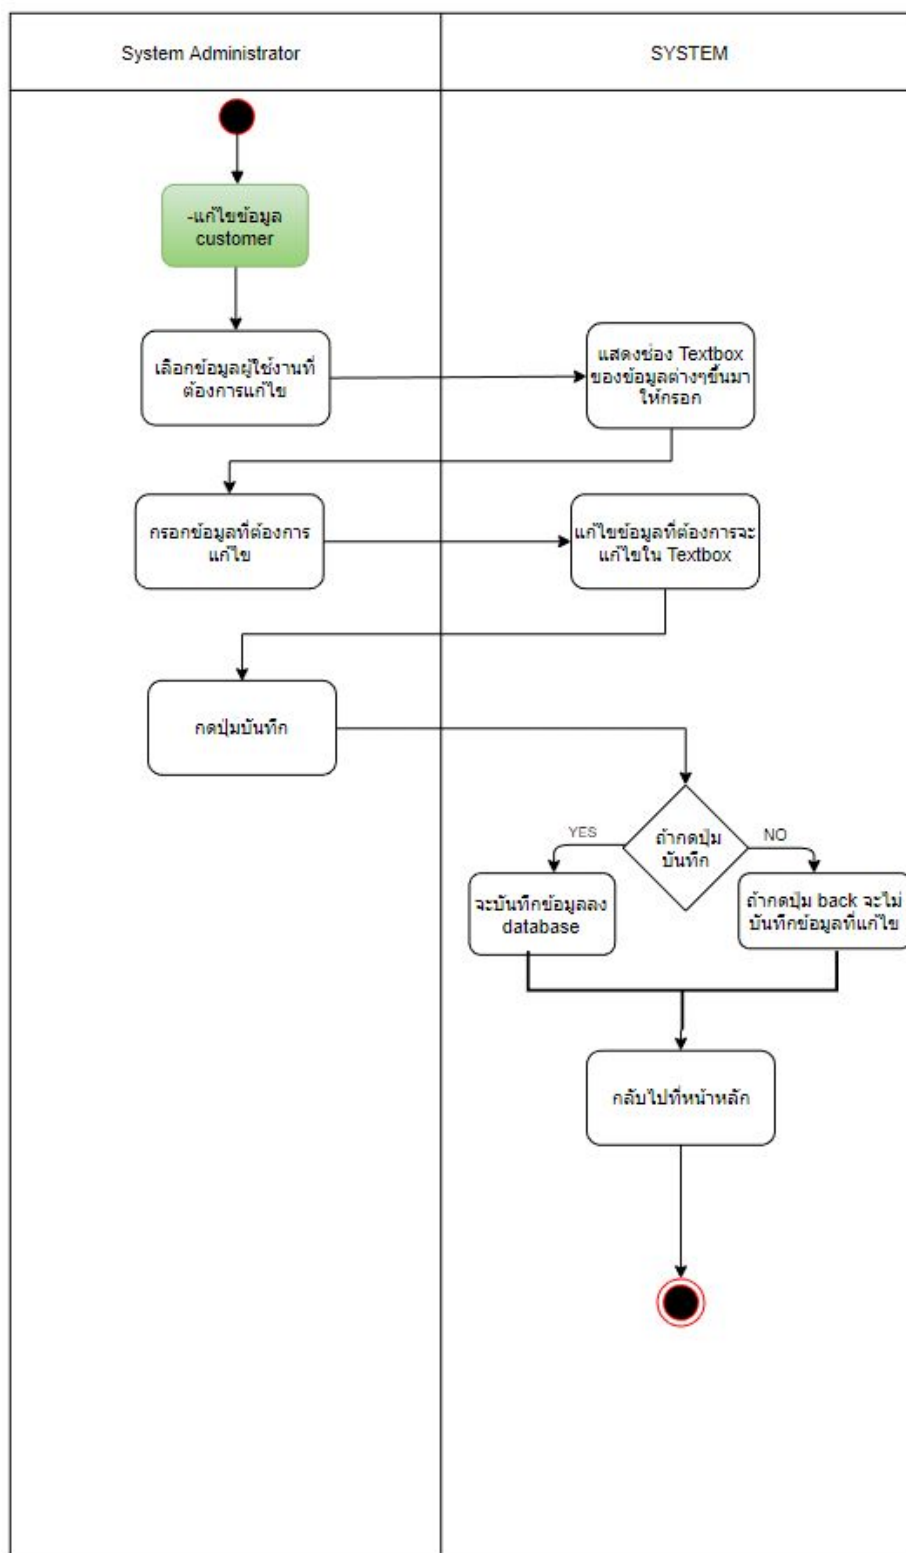 System Administrator
SYSTEM
-แก้ไขข้อมูล
customer
เลือกข้อมูลผู้ใช้งานที่
ต้องการแก้ไข
แสดงช่อง Textbox
ของข้อมูลต่างๆขึ้นมา
ให้กรอก
กรอกข้อมูลที่ต้องการ
แก้ไข
แก้ไขข้อมูลที่ต้องการจะ
แก้ไขใน Textbox
กดปุ่มบันทึก
ถ้ากดปุ่ม
บันทึก
YES
NO
จะบันทึกข้อมูลลง
database
ถ้ากดปุ่ม back จะไม่
บันทึกข้อมูลที่แก้ไข
กลับไปที่หน้าหลัก